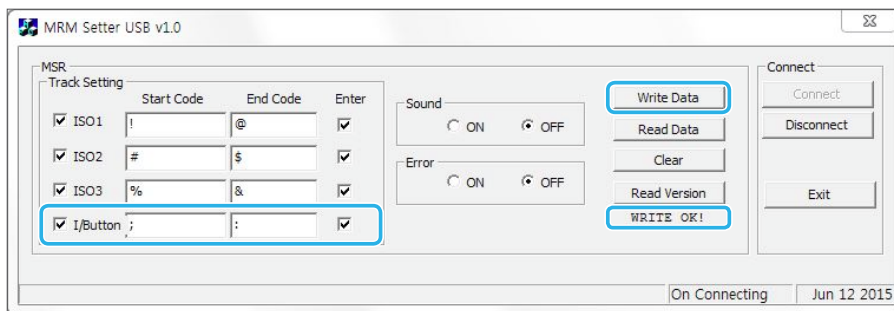 MRM Setter USB v1.0
MSR
Track Setting
Start Code End Code Enter
ISO1 ! @
ISO2 # $
ISO3 % &
I/Button ; :
Sound
ON OFF
Error
ON OFF
Write Data
Read Data
Clear
Read Version
WRITE OK!
Connect
Connect
Disconnect
Exit
On Connecting Jun 12 2015